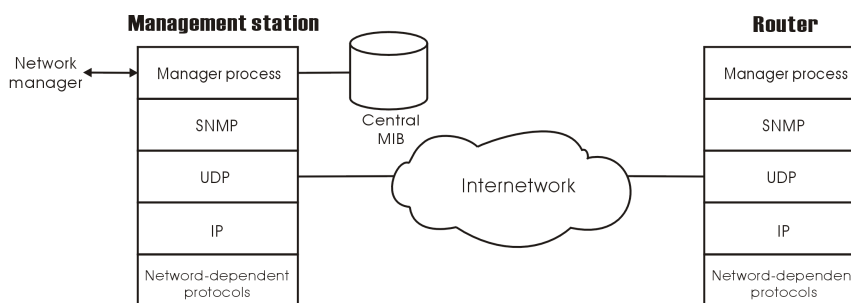 Management station
Router
Network
manager
Manager process
SNMP
UDP
IP
Netword-dependent
protocols
Central
MIB
Internetwork
Manager process
SNMP
UDP
IP
Netword-dependent
protocols